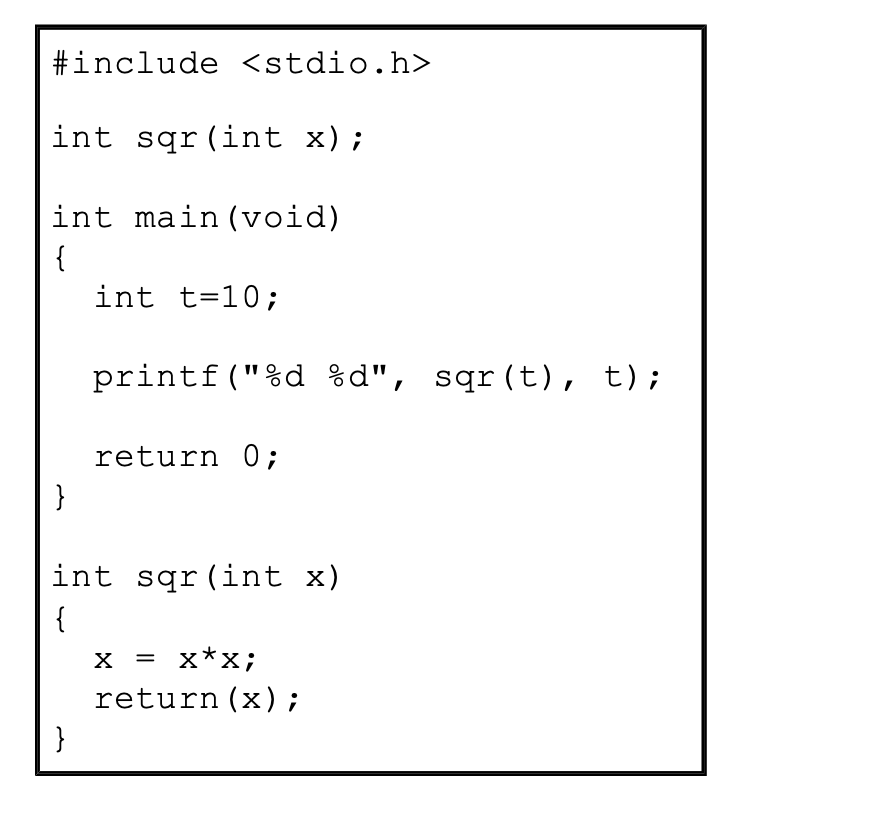 #include <stdio.h>
int sqr(int x);
int main(void)
{
int t=10;
printf("%d %d", sqr(t), t);
return 0;
}
int sqr(int x)
{
x = x*x;
return(x);
}